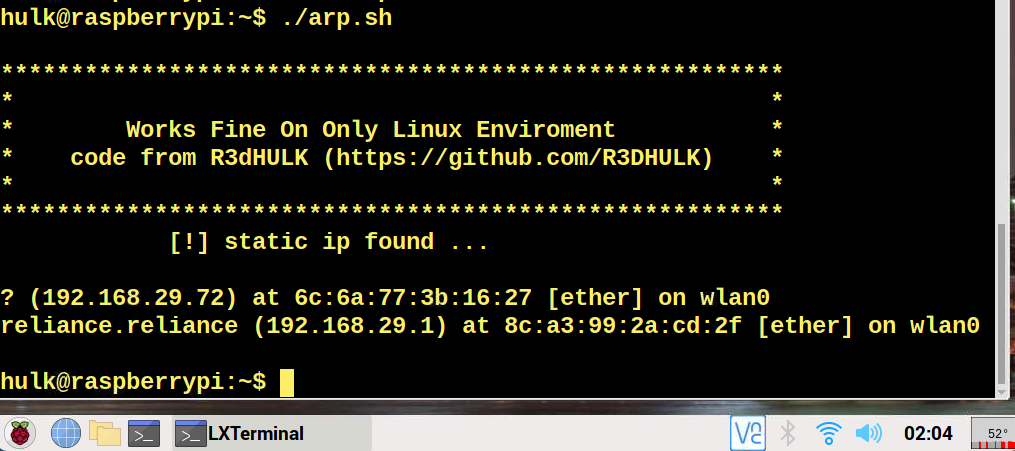 hulk@raspberrypi:~$ ./arp.sh
********************************************************
* *
* Works Fine On Only Linux Enviroment *
* code from R3dHULK (https://github.com/R3DHULK) *
* *
********************************************************
[!] static ip found ...
? (192.168.29.72) at 6c:6a:77:3b:16:27 [ether] on wlan0
reliance.reliance (192.168.29.1) at 8c:a3:99:2a:cd:2f [ether] on wlan0
hulk@raspberrypi:~$
>_ >_ LXTerminal VNC 02:04 52°